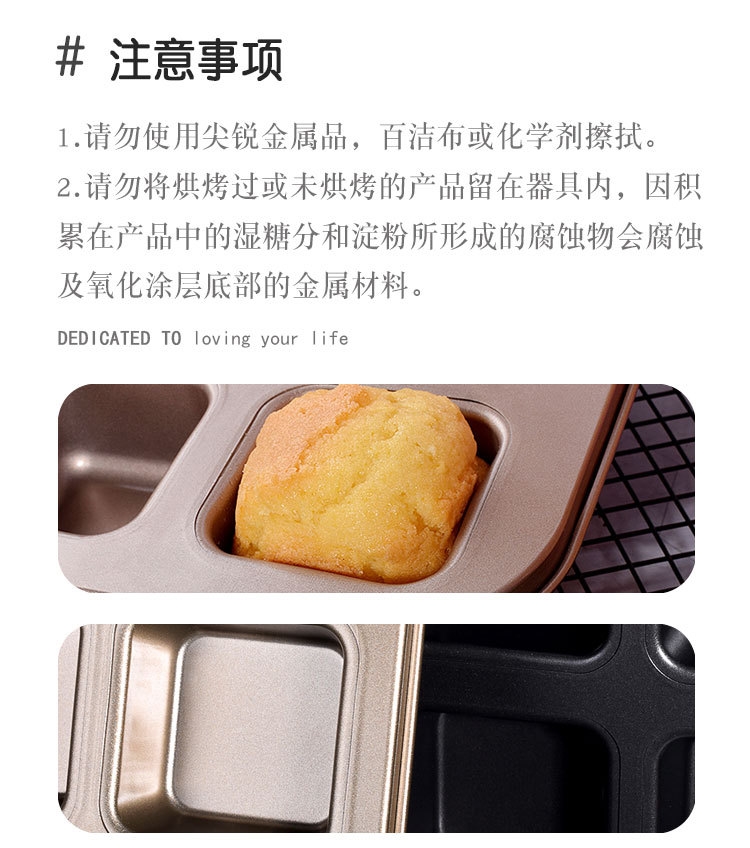 # 注意事项
1.请勿使用尖锐金属品，百洁布或化学剂擦拭。
2.请勿将烘烤过或未烘烤的产品留在器具内，因积
累在产品中的湿糖分和淀粉所形成的腐蚀物会腐蚀
及氧化涂层底部的金属材料。
DEDICATED TO loving your life